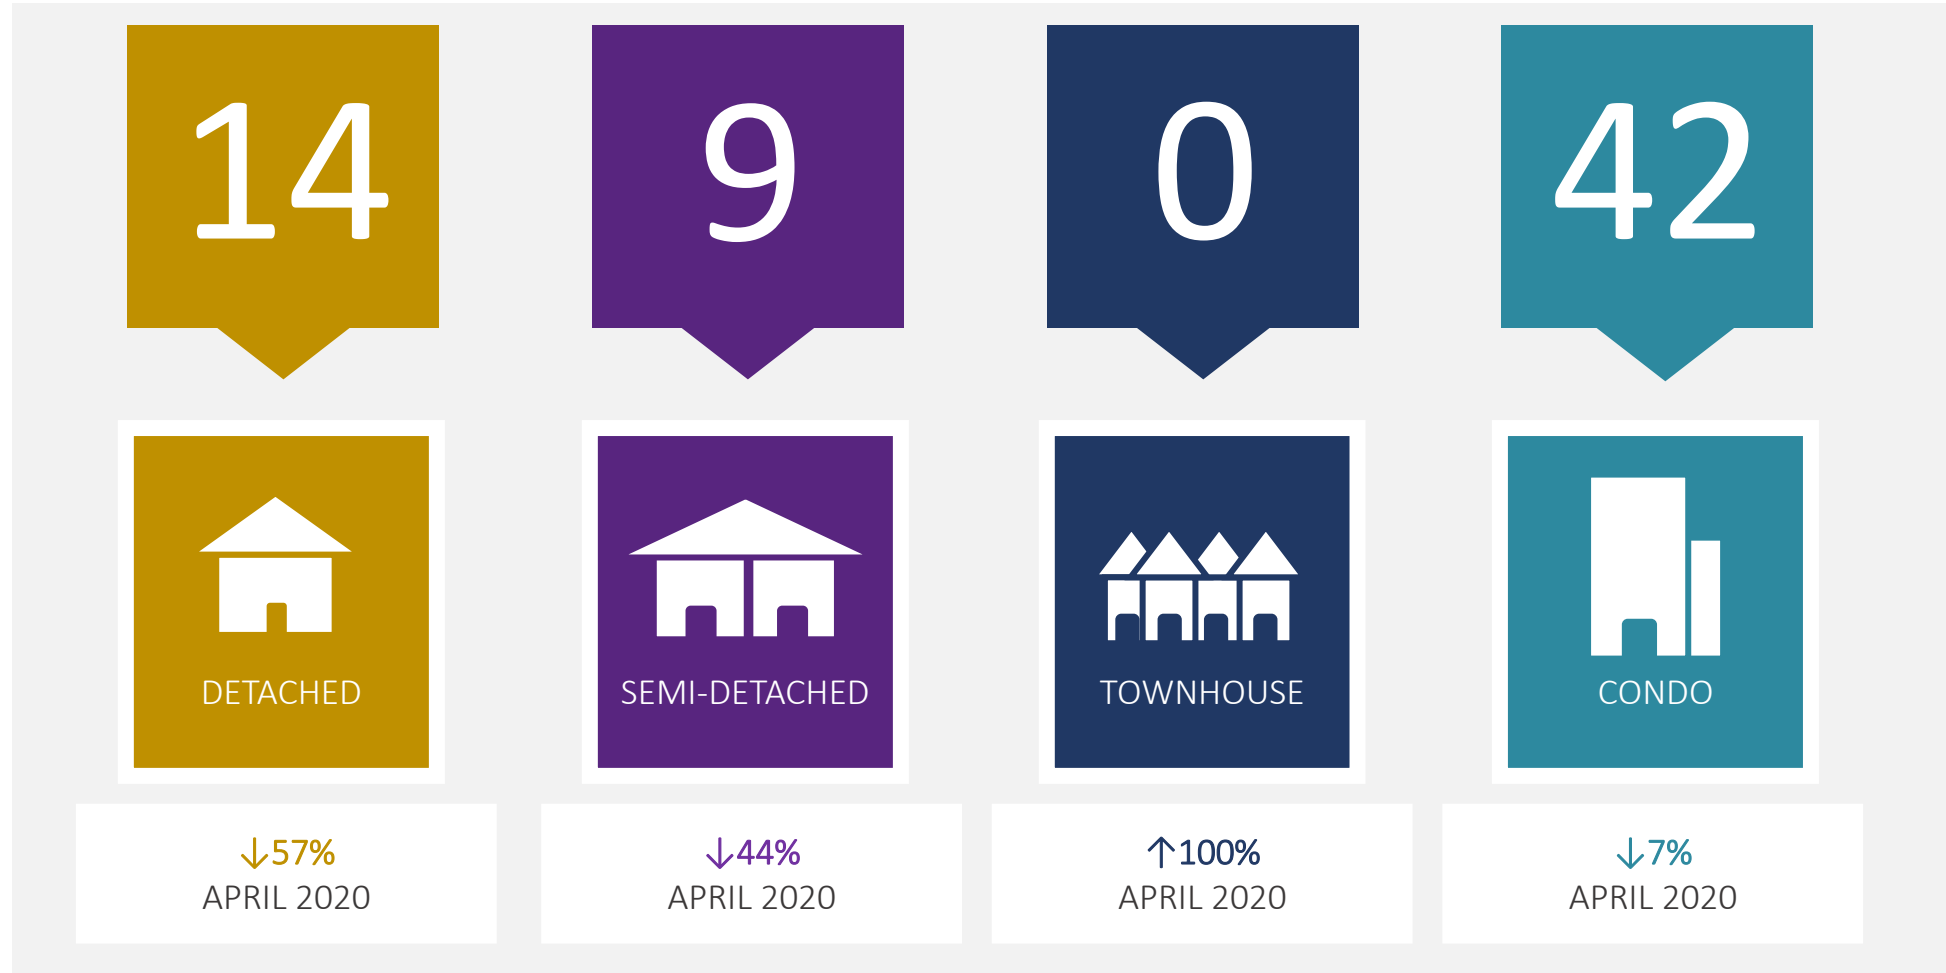 14
9
0
42
DETACHED
SEMI-DETACHED
TOWNHOUSE
CONDO
↓57%
APRIL 2020
↓44%
APRIL 2020
↑100%
APRIL 2020
↓7%
APRIL 2020